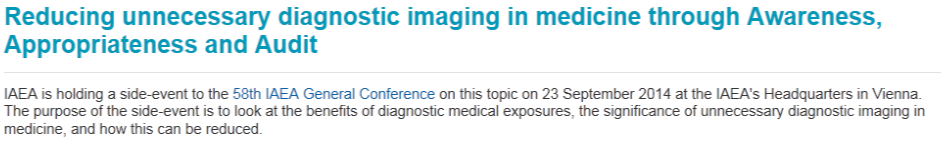 Reducing unnecessary diagnostic imaging in medicine through Awareness,
Appropriateness and Audit
IAEA is holding a side-event to the 58th IAEA General Conference on this topic on 23 September 2014 at the IAEA's Headquarters in Vienna.
The purpose of the side-event is to look at the benefits of diagnostic medical exposures, the significance of unnecessary diagnostic imaging in
medicine, and how this can be reduced.